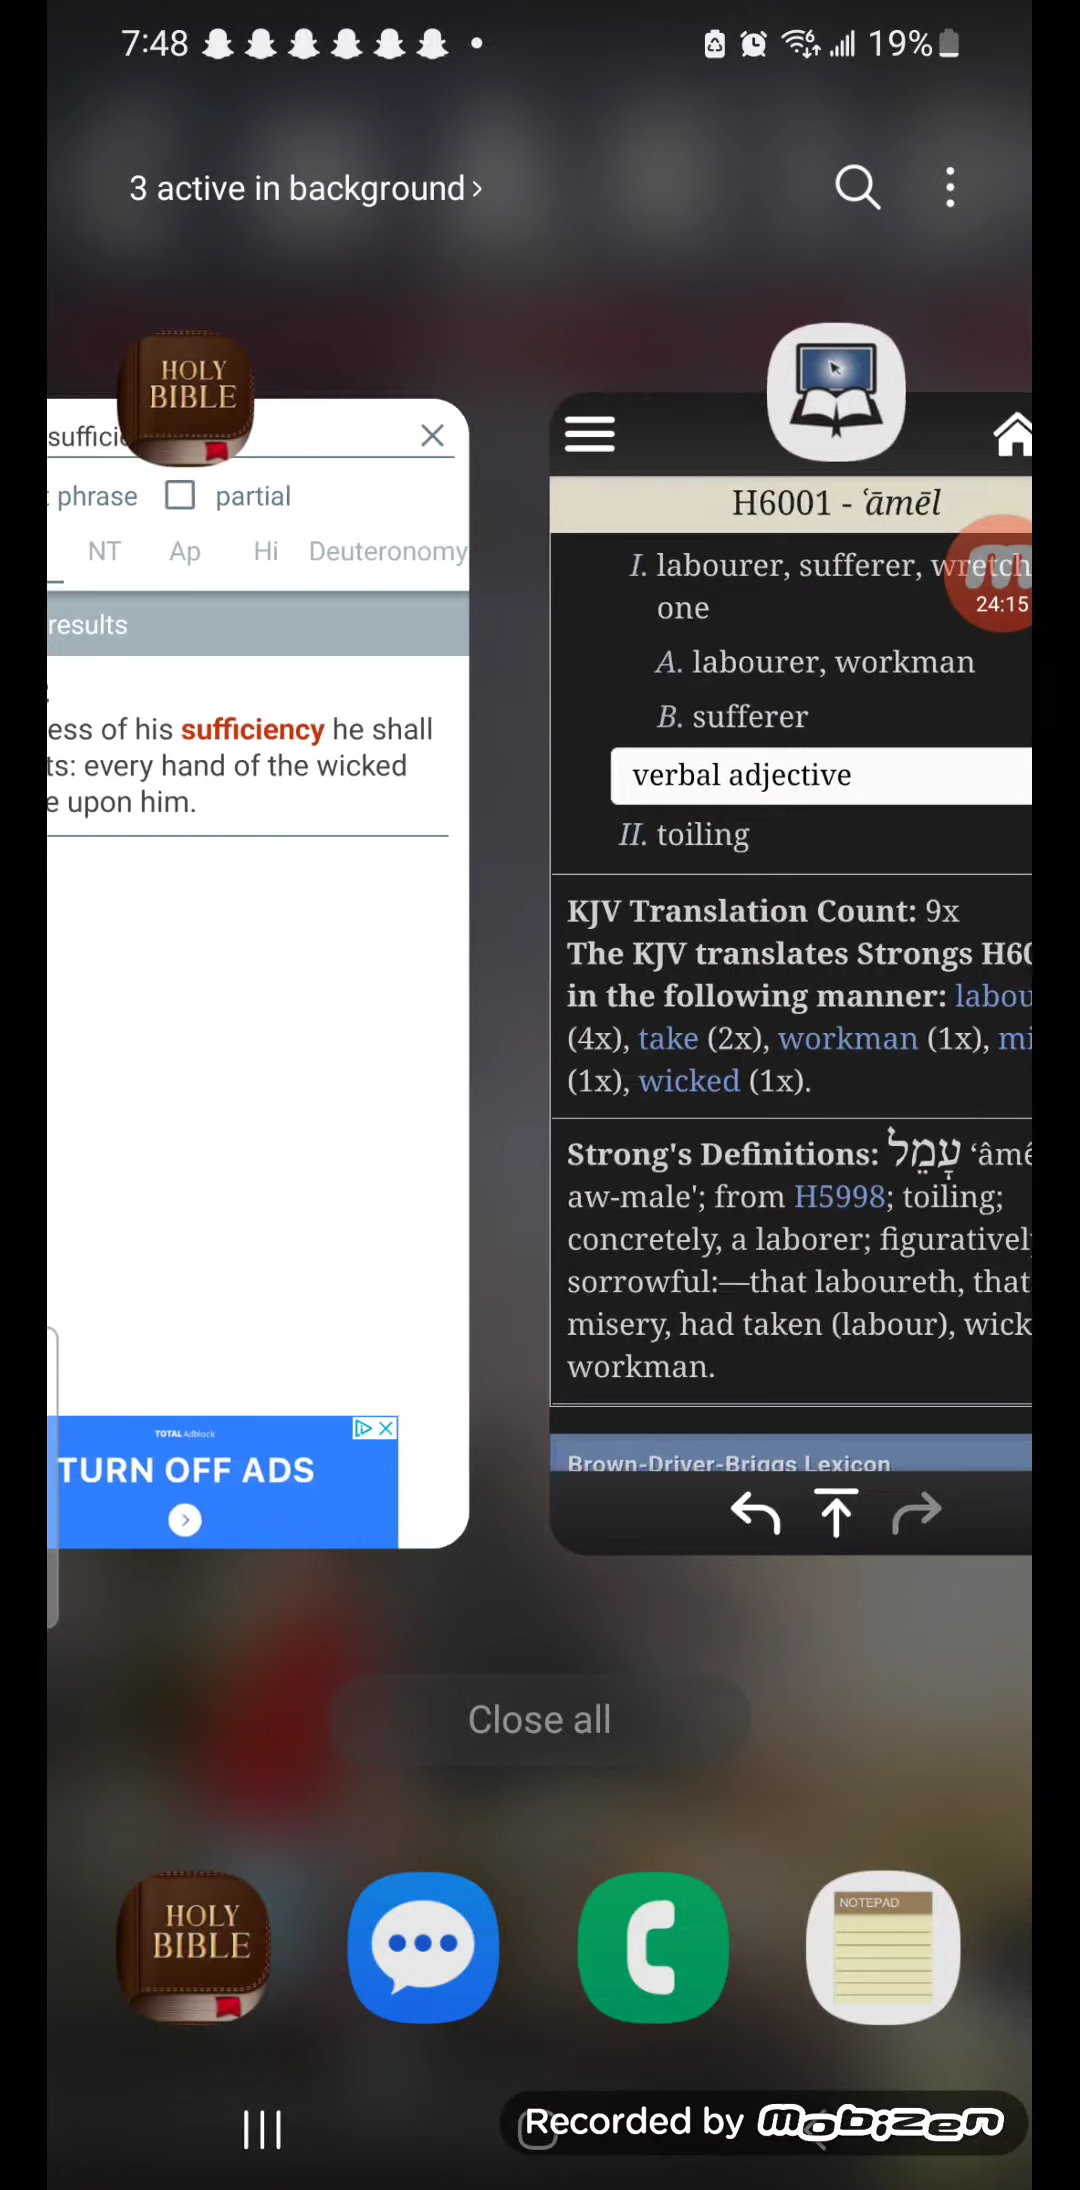 7:48
19%
3 active in background >
HOLY
BIBLE
phrase
partial
NT Ap Hi Deuteronomy
results
ess of his sufficiency he shall
ts: every hand of the wicked
e upon him.
TOTAL Adblock
TURN OFF ADS
H6001 - ʿāmēl
I. labourer, sufferer, wretch
one
24:15
A. labourer, workman
B. sufferer
verbal adjective
II. toiling
KJV Translation Count: 9x
The KJV translates Strongs H60
in the following manner: labou
(4x), take (2x), workman (1x), mi
(1x), wicked (1x).
Strong's Definitions: עָמֵל ʻâmê
aw-male'; from H5998; toiling;
concretely, a laborer; figurativel
sorrowful:—that laboureth, that
misery, had taken (labour), wick
workman.
Brown-Driver-Briggs Lexicon
Close all
HOLY
BIBLE
NOTEPAD
Recorded by mobizen